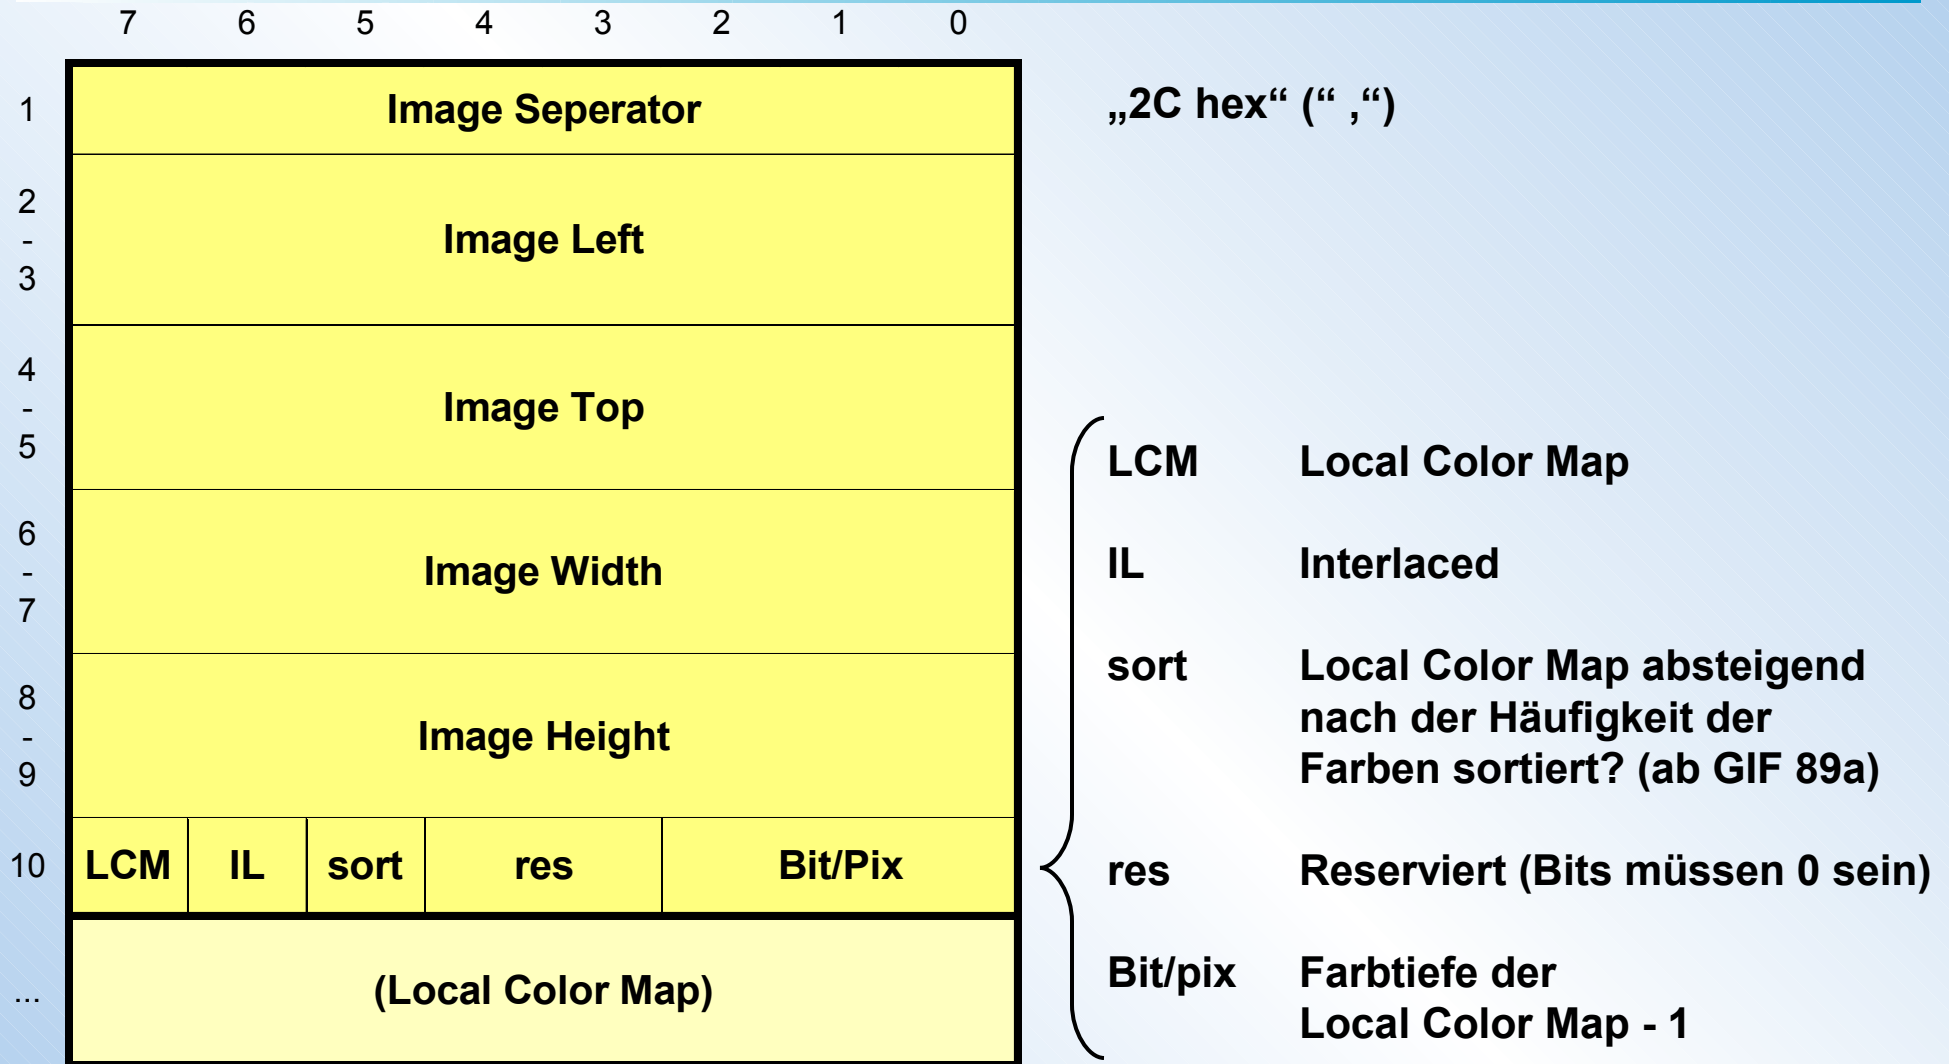 7 6 5 4 3 2 1 0
1 Image Seperator „2C hex“ (“ ,“)
2
-
3
Image Left
4
-
5
Image Top
6
-
7
Image Width
8
-
9
Image Height
10 LCM IL sort res Bit/Pix
... (Local Color Map)
LCM Local Color Map
IL Interlaced
sort Local Color Map absteigend
nach der Häufigkeit der
Farben sortiert? (ab GIF 89a)
res Reserviert (Bits müssen 0 sein)
Bit/pix Farbtiefe der
Local Color Map - 1